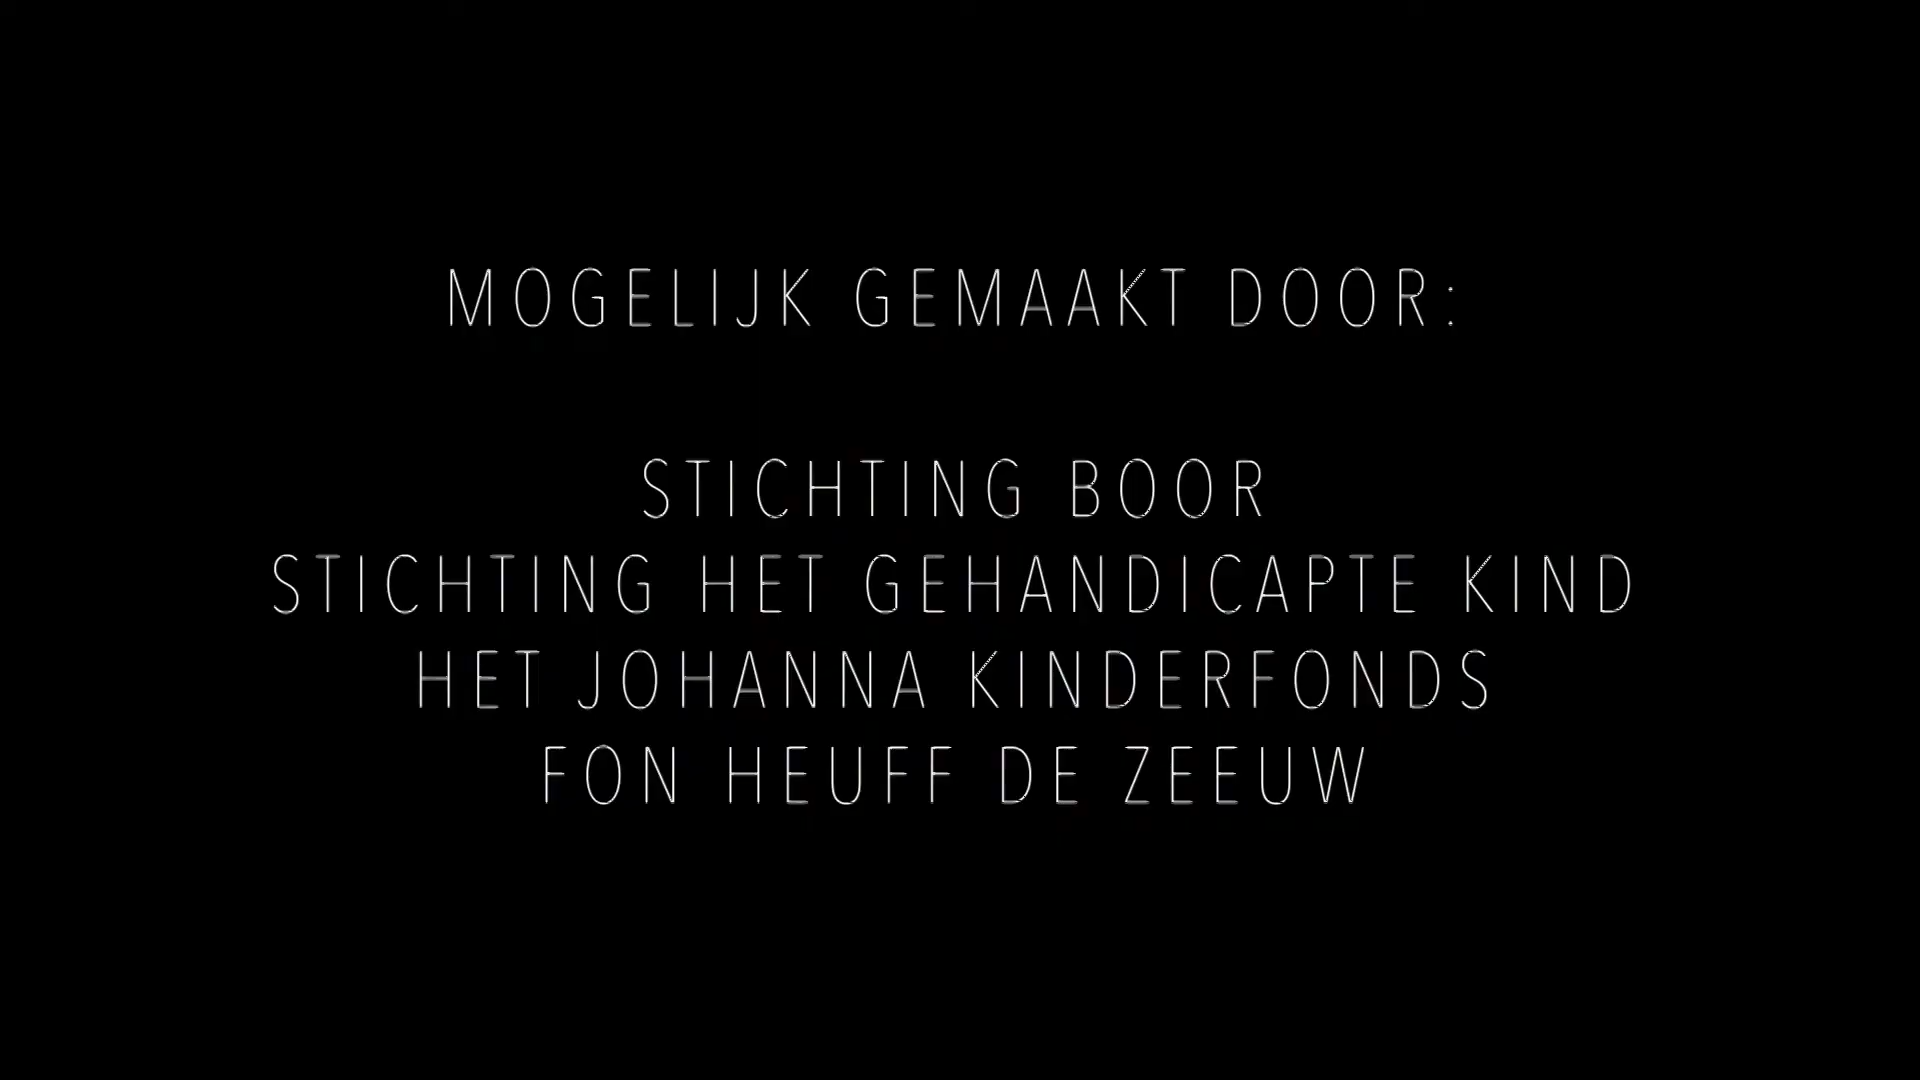 MOGELIJK GEMAAKT DOOR:
STICHTING BOOR
STICHTING HET GEHANDICAPTE KIND
HET JOHANNA KINDERFONDS
FON HEUFF DE ZEEUW